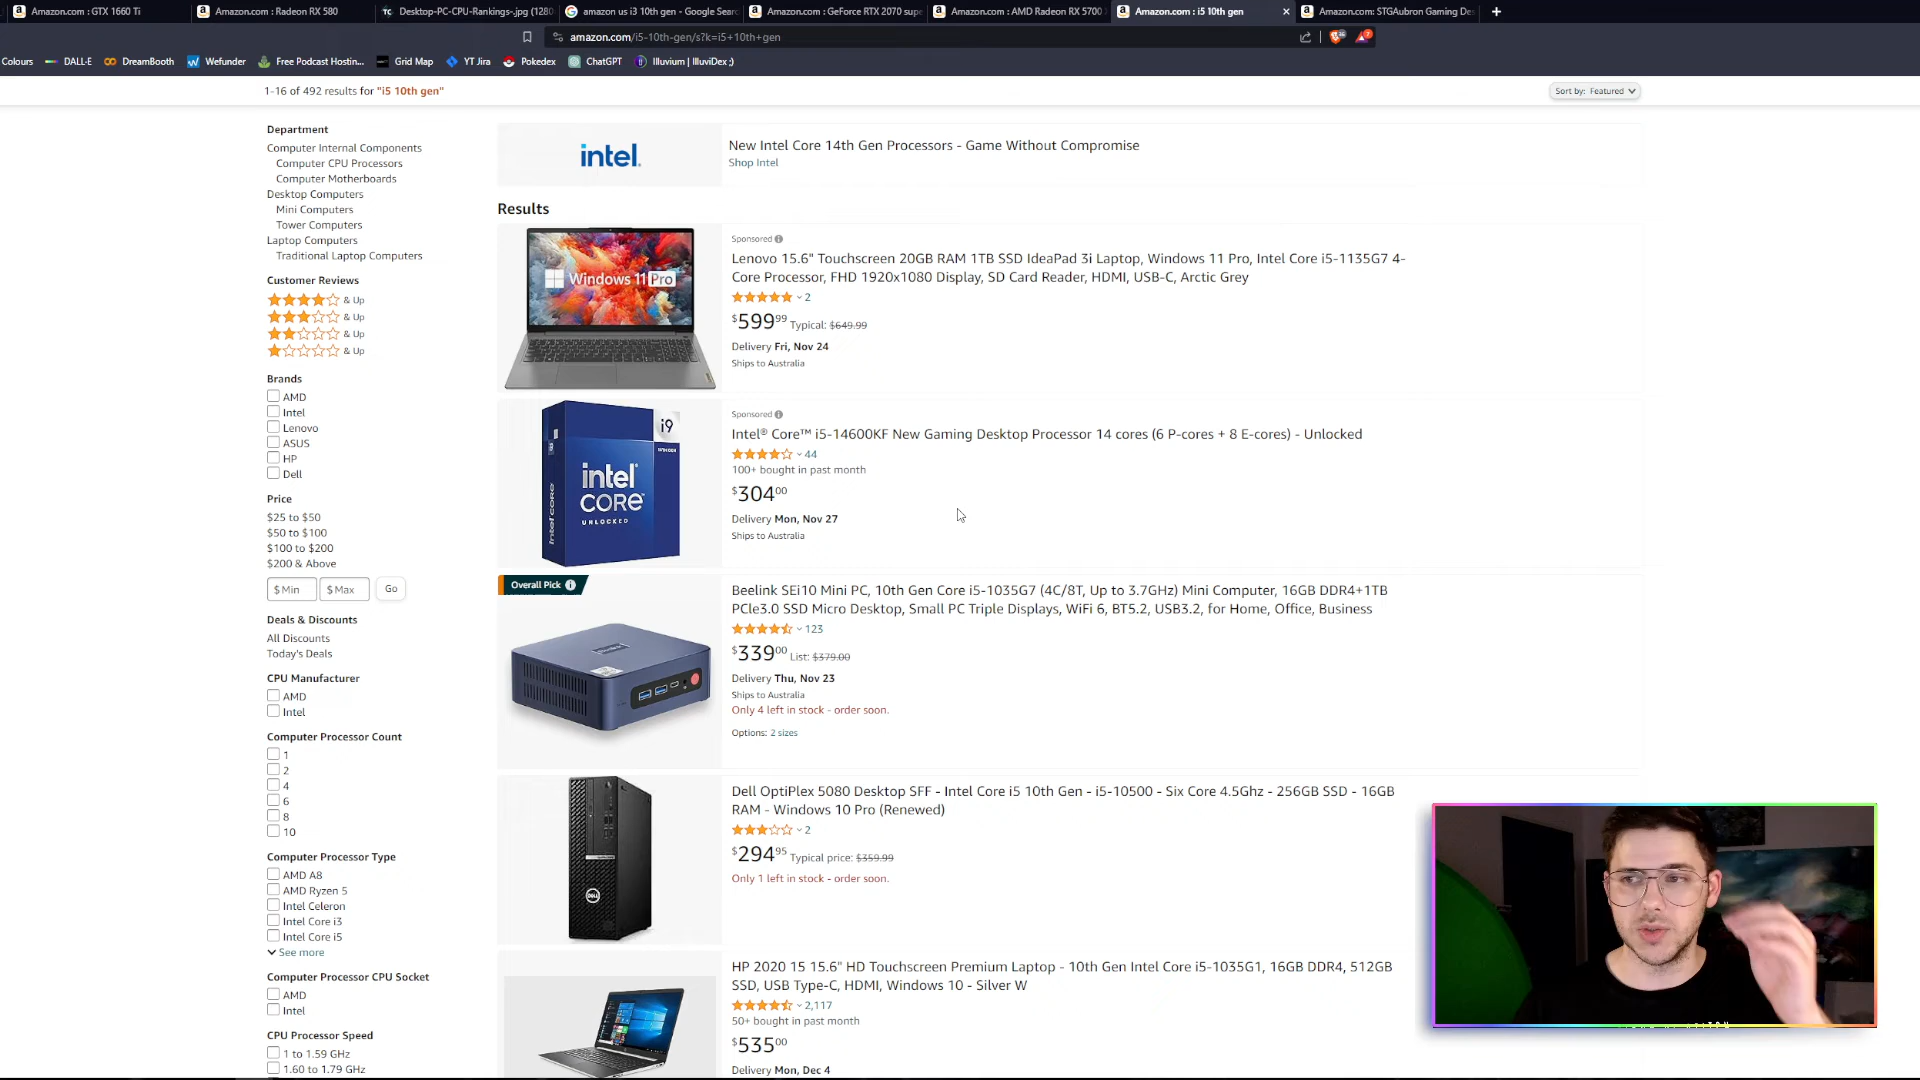 Amazon.com : GTX 1660 Ti
Amazon.com : Radeon RX 580
Desktop-PC-CPU-Rankings-.jpg (1280
amazon us i3 10th gen - Google Searc
Amazon.com : GeForce RTX 2070 supe
Amazon.com : AMD Radeon RX 5700
Amazon.com : i5 10th gen
Amazon.com: STGAubron Gaming Des
amazon.com/i5-10th-gen/s?k=i5+10th+gen
Colours
DALL·E
DreamBooth
Wefunder
Free Podcast Hostin...
Grid Map
YT Jira
Pokedex
ChatGPT
Illuvium | IlluviDex ;)
1-16 of 492 results for "i5 10th gen"
Sort by: Featured
Department
Computer Internal Components
Computer CPU Processors
Computer Motherboards
Desktop Computers
Mini Computers
Tower Computers
Laptop Computers
Traditional Laptop Computers
Customer Reviews
& Up
& Up
& Up
& Up
Brands
AMD
Intel
Lenovo
ASUS
HP
Dell
Price
$25 to $50
$50 to $100
$100 to $200
$200 & Above
$ Min
$ Max
Go
Deals & Discounts
All Discounts
Today's Deals
CPU Manufacturer
AMD
Intel
Computer Processor Count
1
2
4
6
8
10
Computer Processor Type
AMD A8
AMD Ryzen 5
Intel Celeron
Intel Core i3
Intel Core i5
See more
Computer Processor CPU Socket
AMD
Intel
CPU Processor Speed
1 to 1.59 GHz
1.60 to 1.79 GHz
intel.
New Intel Core 14th Gen Processors - Game Without Compromise
Shop Intel
Results
Windows 11 Pro
Sponsored
Lenovo 15.6" Touchscreen 20GB RAM 1TB SSD IdeaPad 3i Laptop, Windows 11 Pro, Intel Core i5-1135G7 4-
Core Processor, FHD 1920x1080 Display, SD Card Reader, HDMI, USB-C, Arctic Grey
2
$599.99 Typical: $649.99
Delivery Fri, Nov 24
Ships to Australia
i9
intel
CORE
UNLOCKED
intel CORE
Sponsored
Intel® Core™ i5-14600KF New Gaming Desktop Processor 14 cores (6 P-cores + 8 E-cores) - Unlocked
44
100+ bought in past month
$304.00
Delivery Mon, Nov 27
Ships to Australia
Overall Pick
Beelink SEi10 Mini PC, 10th Gen Core i5-1035G7 (4C/8T, Up to 3.7GHz) Mini Computer, 16GB DDR4+1TB
PCle3.0 SSD Micro Desktop, Small PC Triple Displays, WiFi 6, BT5.2, USB3.2, for Home, Office, Business
123
$339.00 List: $379.00
Delivery Thu, Nov 23
Ships to Australia
Only 4 left in stock - order soon.
Options: 2 sizes
DELL
Dell OptiPlex 5080 Desktop SFF - Intel Core i5 10th Gen - i5-10500 - Six Core 4.5Ghz - 256GB SSD - 16GB
RAM - Windows 10 Pro (Renewed)
2
$294.95 Typical price: $359.99
Only 1 left in stock - order soon.
HP 2020 15 15.6" HD Touchscreen Premium Laptop - 10th Gen Intel Core i5-1035G1, 16GB DDR4, 512GB
SSD, USB Type-C, HDMI, Windows 10 - Silver W
2,117
50+ bought in past month
$535.00
Delivery Mon, Dec 4